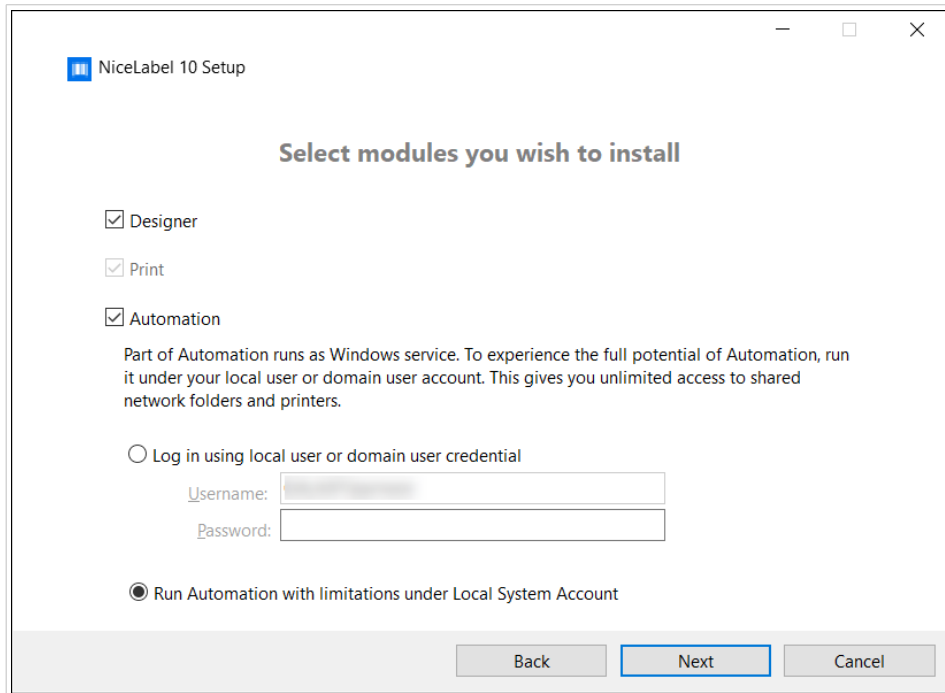 NiceLabel 10 Setup
Select modules you wish to install
Designer
Print
Automation
Part of Automation runs as Windows service. To experience the full potential of Automation, run
it under your local user or domain user account. This gives you unlimited access to shared
network folders and printers.
Log in using local user or domain user credential
Username:
Password:
Run Automation with limitations under Local System Account
Back Next Cancel